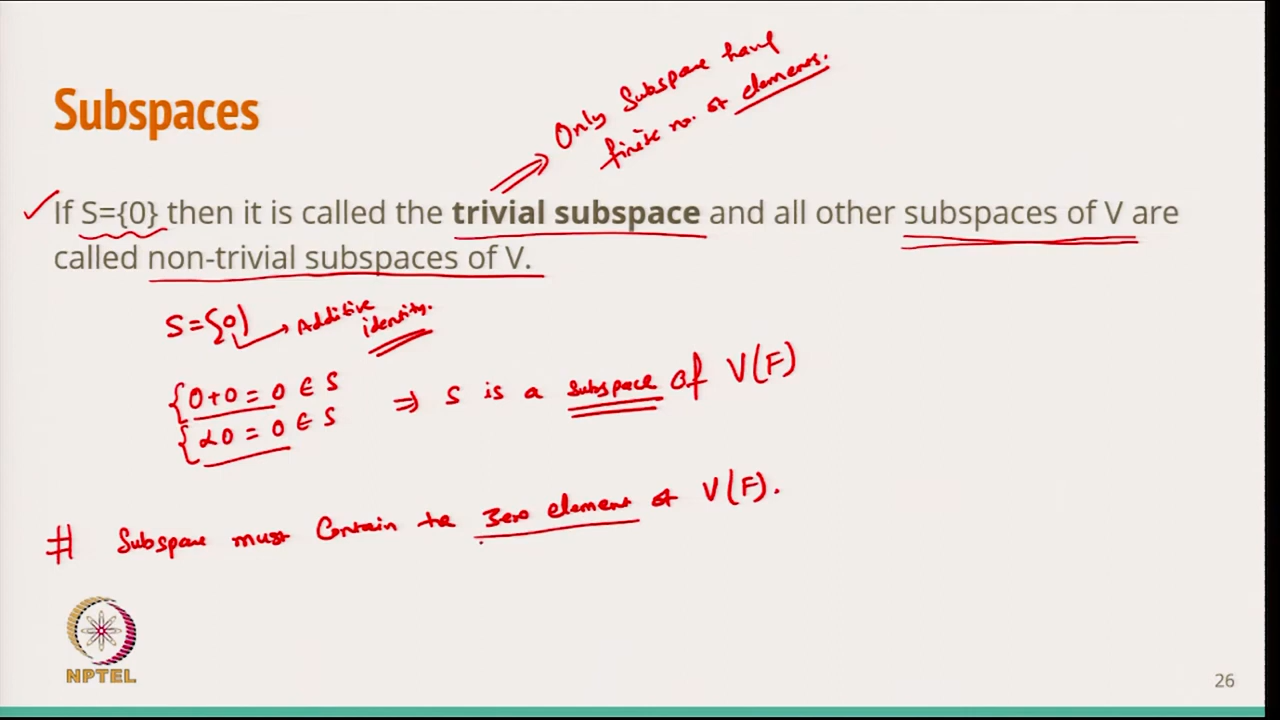 Only Subspace have
finite no. of elements.
Subspaces
If S={0} then it is called the trivial subspace and all other subspaces of V are
called non-trivial subspaces of V.
S={0} → Additive
identity.
{0+0 = 0 ∈ S
{α0 = 0 ∈ S
⇒ S is a subspace of V(F)
# Subspace must Contain the zero element of V(F).
NPTEL
26